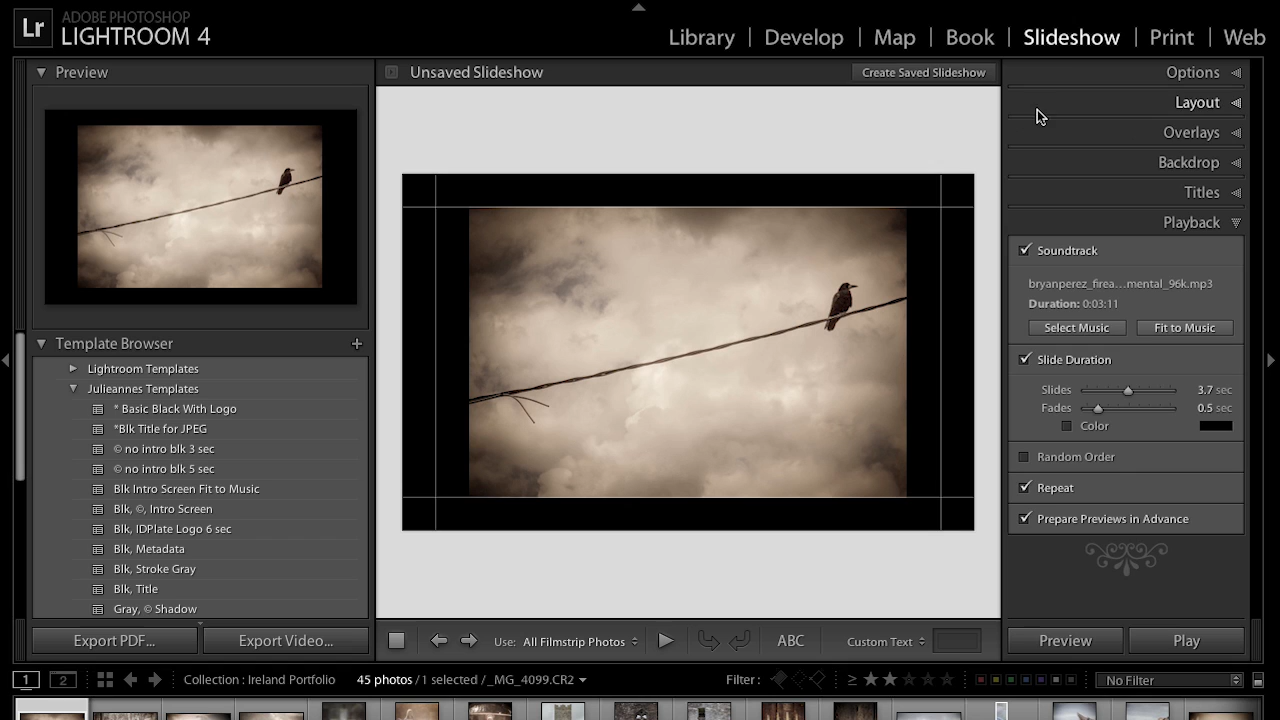 Lr
ADOBE PHOTOSHOP
LIGHTROOM 4
Library | Develop | Map | Book | Slideshow | Print | Web
Preview
Unsaved Slideshow
Create Saved Slideshow
Options
Layout
Overlays
Backdrop
Titles
Playback
Soundtrack
bryanperez_firea...mental_96k.mp3
Duration: 0:03:11
Select Music
Fit to Music
Slide Duration
Slides 3.7 sec
Fades 0.5 sec
Color
Random Order
Repeat
Prepare Previews in Advance
Template Browser +
Lightroom Templates
Julieannes Templates
* Basic Black With Logo
*Blk Title for JPEG
© no intro blk 3 sec
© no intro blk 5 sec
Blk Intro Screen Fit to Music
Blk, ©, Intro Screen
Blk, IDPlate Logo 6 sec
Blk, Metadata
Blk, Stroke Gray
Blk, Title
Gray, © Shadow
Export PDF...
Export Video...
Use: All Filmstrip Photos
ABC
Custom Text
Preview
Play
1
2
Collection : Ireland Portfolio
45 photos / 1 selected / _MG_4099.CR2
Filter :
≥
No Filter